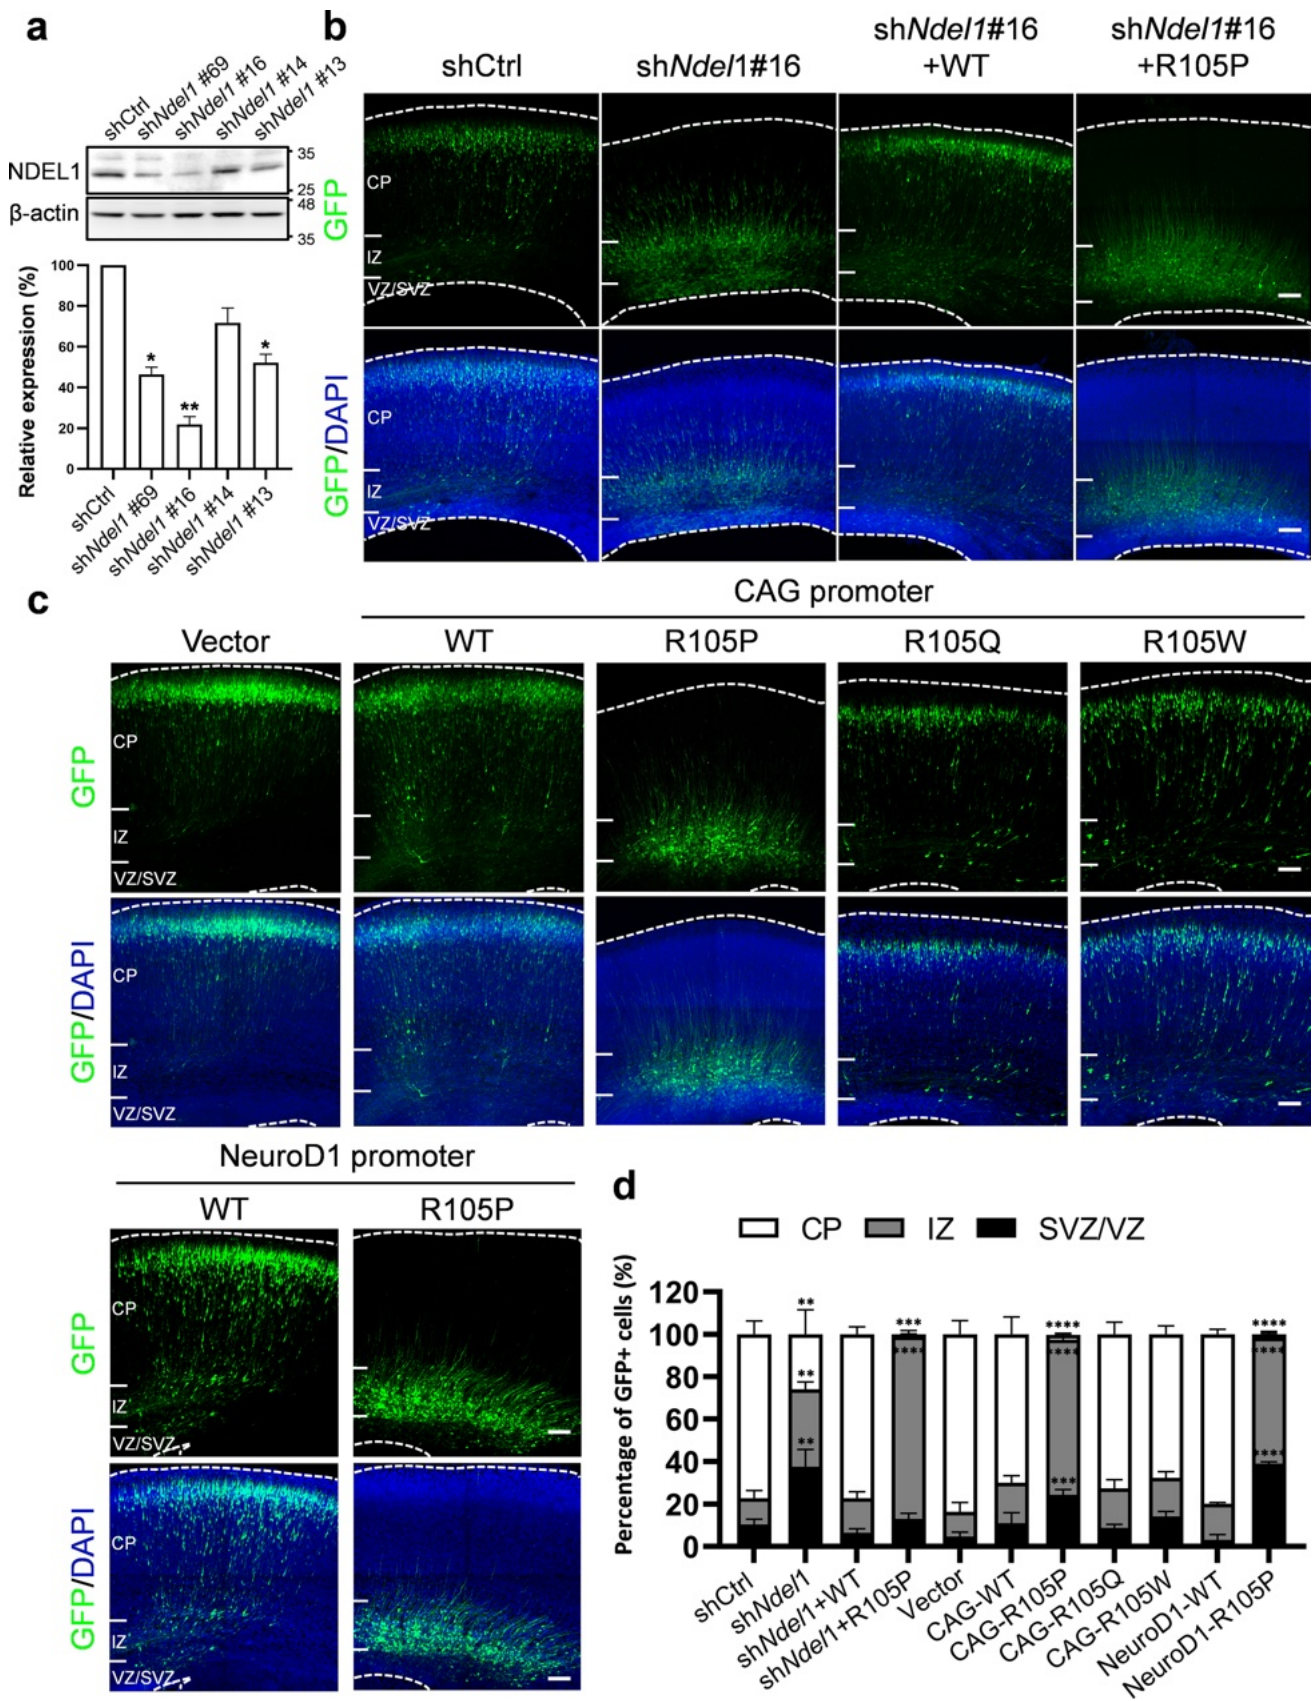 a
shCtrl
shNdel1 #69
shNdel1 #16
shNdel1 #14
shNdel1 #13
NDEL1
35
25
β-actin
48
35
Relative expression (%)
100
80
60
40
20
0
*
**
*
shCtrl
shNdel1 #69
shNdel1 #16
shNdel1 #14
shNdel1 #13
b
shCtrl
shNdel1#16
shNdel1#16
+WT
shNdel1#16
+R105P
GFP
CP
IZ
VZ/SVZ
GFP/DAPI
CP
IZ
VZ/SVZ
c
CAG promoter
Vector
WT
R105P
R105Q
R105W
GFP
CP
IZ
VZ/SVZ
GFP/DAPI
CP
IZ
VZ/SVZ
NeuroD1 promoter
WT
R105P
GFP
CP
IZ
VZ/SVZ
GFP/DAPI
CP
IZ
VZ/SVZ
d
CP
IZ
SVZ/VZ
Percentage of GFP+ cells (%)
120
100
80
60
40
20
0
**
**
**
***
****
****
****
***
****
****
****
shCtrl
shNdel1
shNdel1+WT
shNdel1+R105P
Vector
CAG-WT
CAG-R105P
CAG-R105Q
CAG-R105W
NeuroD1-WT
NeuroD1-R105P